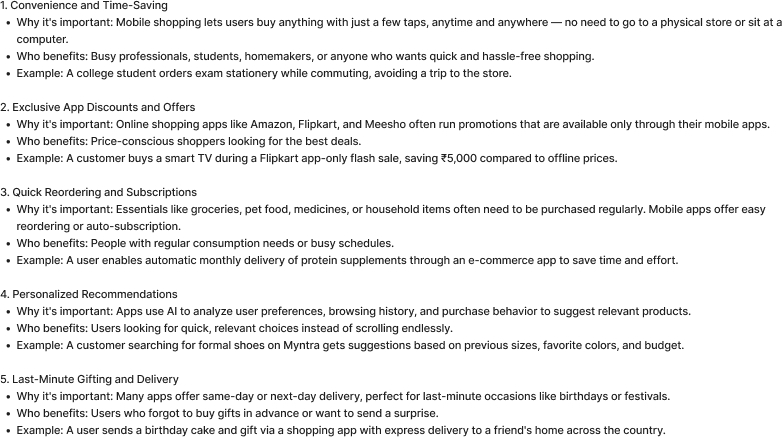 1. Convenience and Time-Saving
• Why it's important: Mobile shopping lets users buy anything with just a few taps, anytime and anywhere — no need to go to a physical store or sit at a
computer.
• Who benefits: Busy professionals, students, homemakers, or anyone who wants quick and hassle-free shopping.
• Example: A college student orders exam stationery while commuting, avoiding a trip to the store.
2. Exclusive App Discounts and Offers
• Why it's important: Online shopping apps like Amazon, Flipkart, and Meesho often run promotions that are available only through their mobile apps.
• Who benefits: Price-conscious shoppers looking for the best deals.
• Example: A customer buys a smart TV during a Flipkart app-only flash sale, saving ₹5,000 compared to offline prices.
3. Quick Reordering and Subscriptions
• Why it's important: Essentials like groceries, pet food, medicines, or household items often need to be purchased regularly. Mobile apps offer easy
reordering or auto-subscription.
• Who benefits: People with regular consumption needs or busy schedules.
• Example: A user enables automatic monthly delivery of protein supplements through an e-commerce app to save time and effort.
4. Personalized Recommendations
• Why it's important: Apps use AI to analyze user preferences, browsing history, and purchase behavior to suggest relevant products.
• Who benefits: Users looking for quick, relevant choices instead of scrolling endlessly.
• Example: A customer searching for formal shoes on Myntra gets suggestions based on previous sizes, favorite colors, and budget.
5. Last-Minute Gifting and Delivery
• Why it's important: Many apps offer same-day or next-day delivery, perfect for last-minute occasions like birthdays or festivals.
• Who benefits: Users who forgot to buy gifts in advance or want to send a surprise.
• Example: A user sends a birthday cake and gift via a shopping app with express delivery to a friend's home across the country.